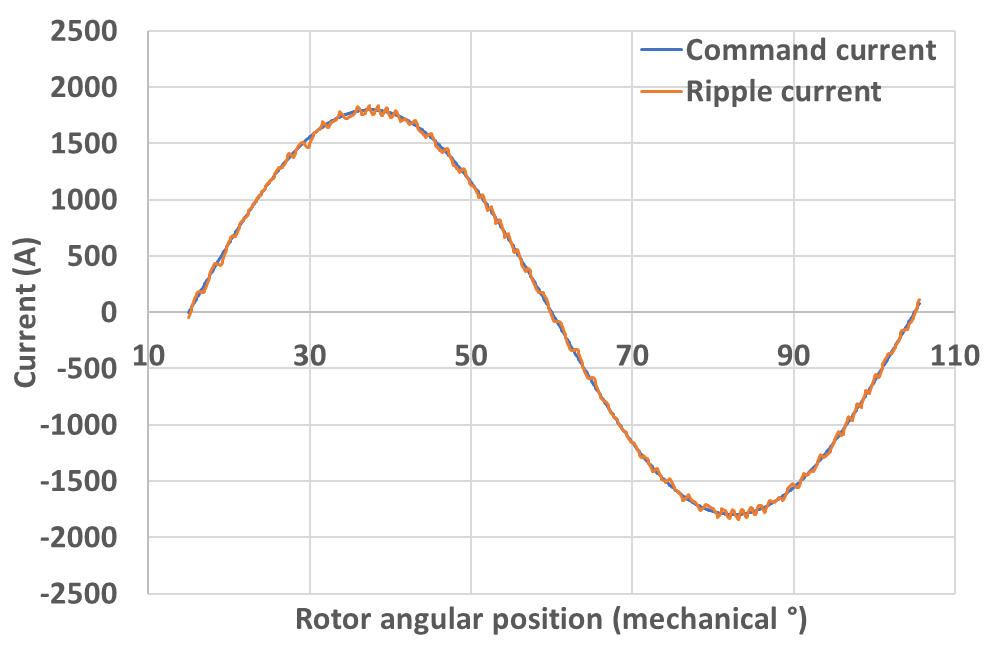 2500
Command current
2000
Ripple current
1500
1000
500
0
10 30 50 70 90 110
-500
-1000
-1500
-2000
-2500
Current (A)
Rotor angular position (mechanical °)